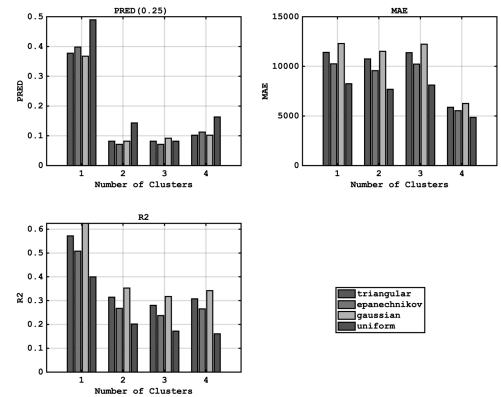 PRED(0.25)
0.5
0.4
0.3
0.2
0.1
0
PRED
1 2 3 4
Number of Clusters
MAE
15000
10000
5000
0
MAE
1 2 3 4
Number of Clusters
R2
0.6
0.5
0.4
0.3
0.2
0.1
0
R2
1 2 3 4
Number of Clusters
triangular
epanechnikov
gaussian
uniform